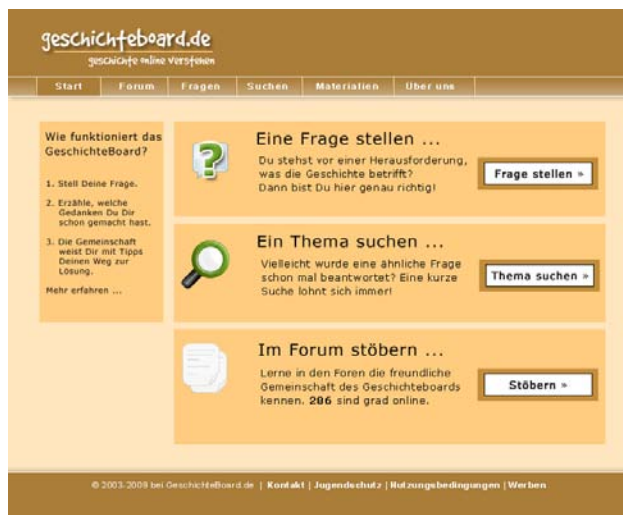 geschichteboard.de
geschichte online verstehen
Start Forum Fragen Suchen Materialien Über uns
Wie funktioniert das
GeschichteBoard?
1. Stell Deine Frage.
2. Erzähle, welche
Gedanken Du Dir
schon gemacht hast.
3. Die Gemeinschaft
weist Dir mit Tipps
Deinen Weg zur
Lösung.
Mehr erfahren ...
Eine Frage stellen ...
Du stehst vor einer Herausforderung,
was die Geschichte betrifft?
Dann bist Du hier genau richtig!
Frage stellen »
Ein Thema suchen ...
Vielleicht wurde eine ähnliche Frage
schon mal beantwortet? Eine kurze
Suche lohnt sich immer!
Thema suchen »
Im Forum stöbern ...
Lerne in den Foren die freundliche
Gemeinschaft des Geschichteboards
kennen. 286 sind grad online.
Stöbern »
© 2003-2009 bei GeschichteBoard.de | Kontakt | Jugendschutz | Nutzungsbedingungen | Werben